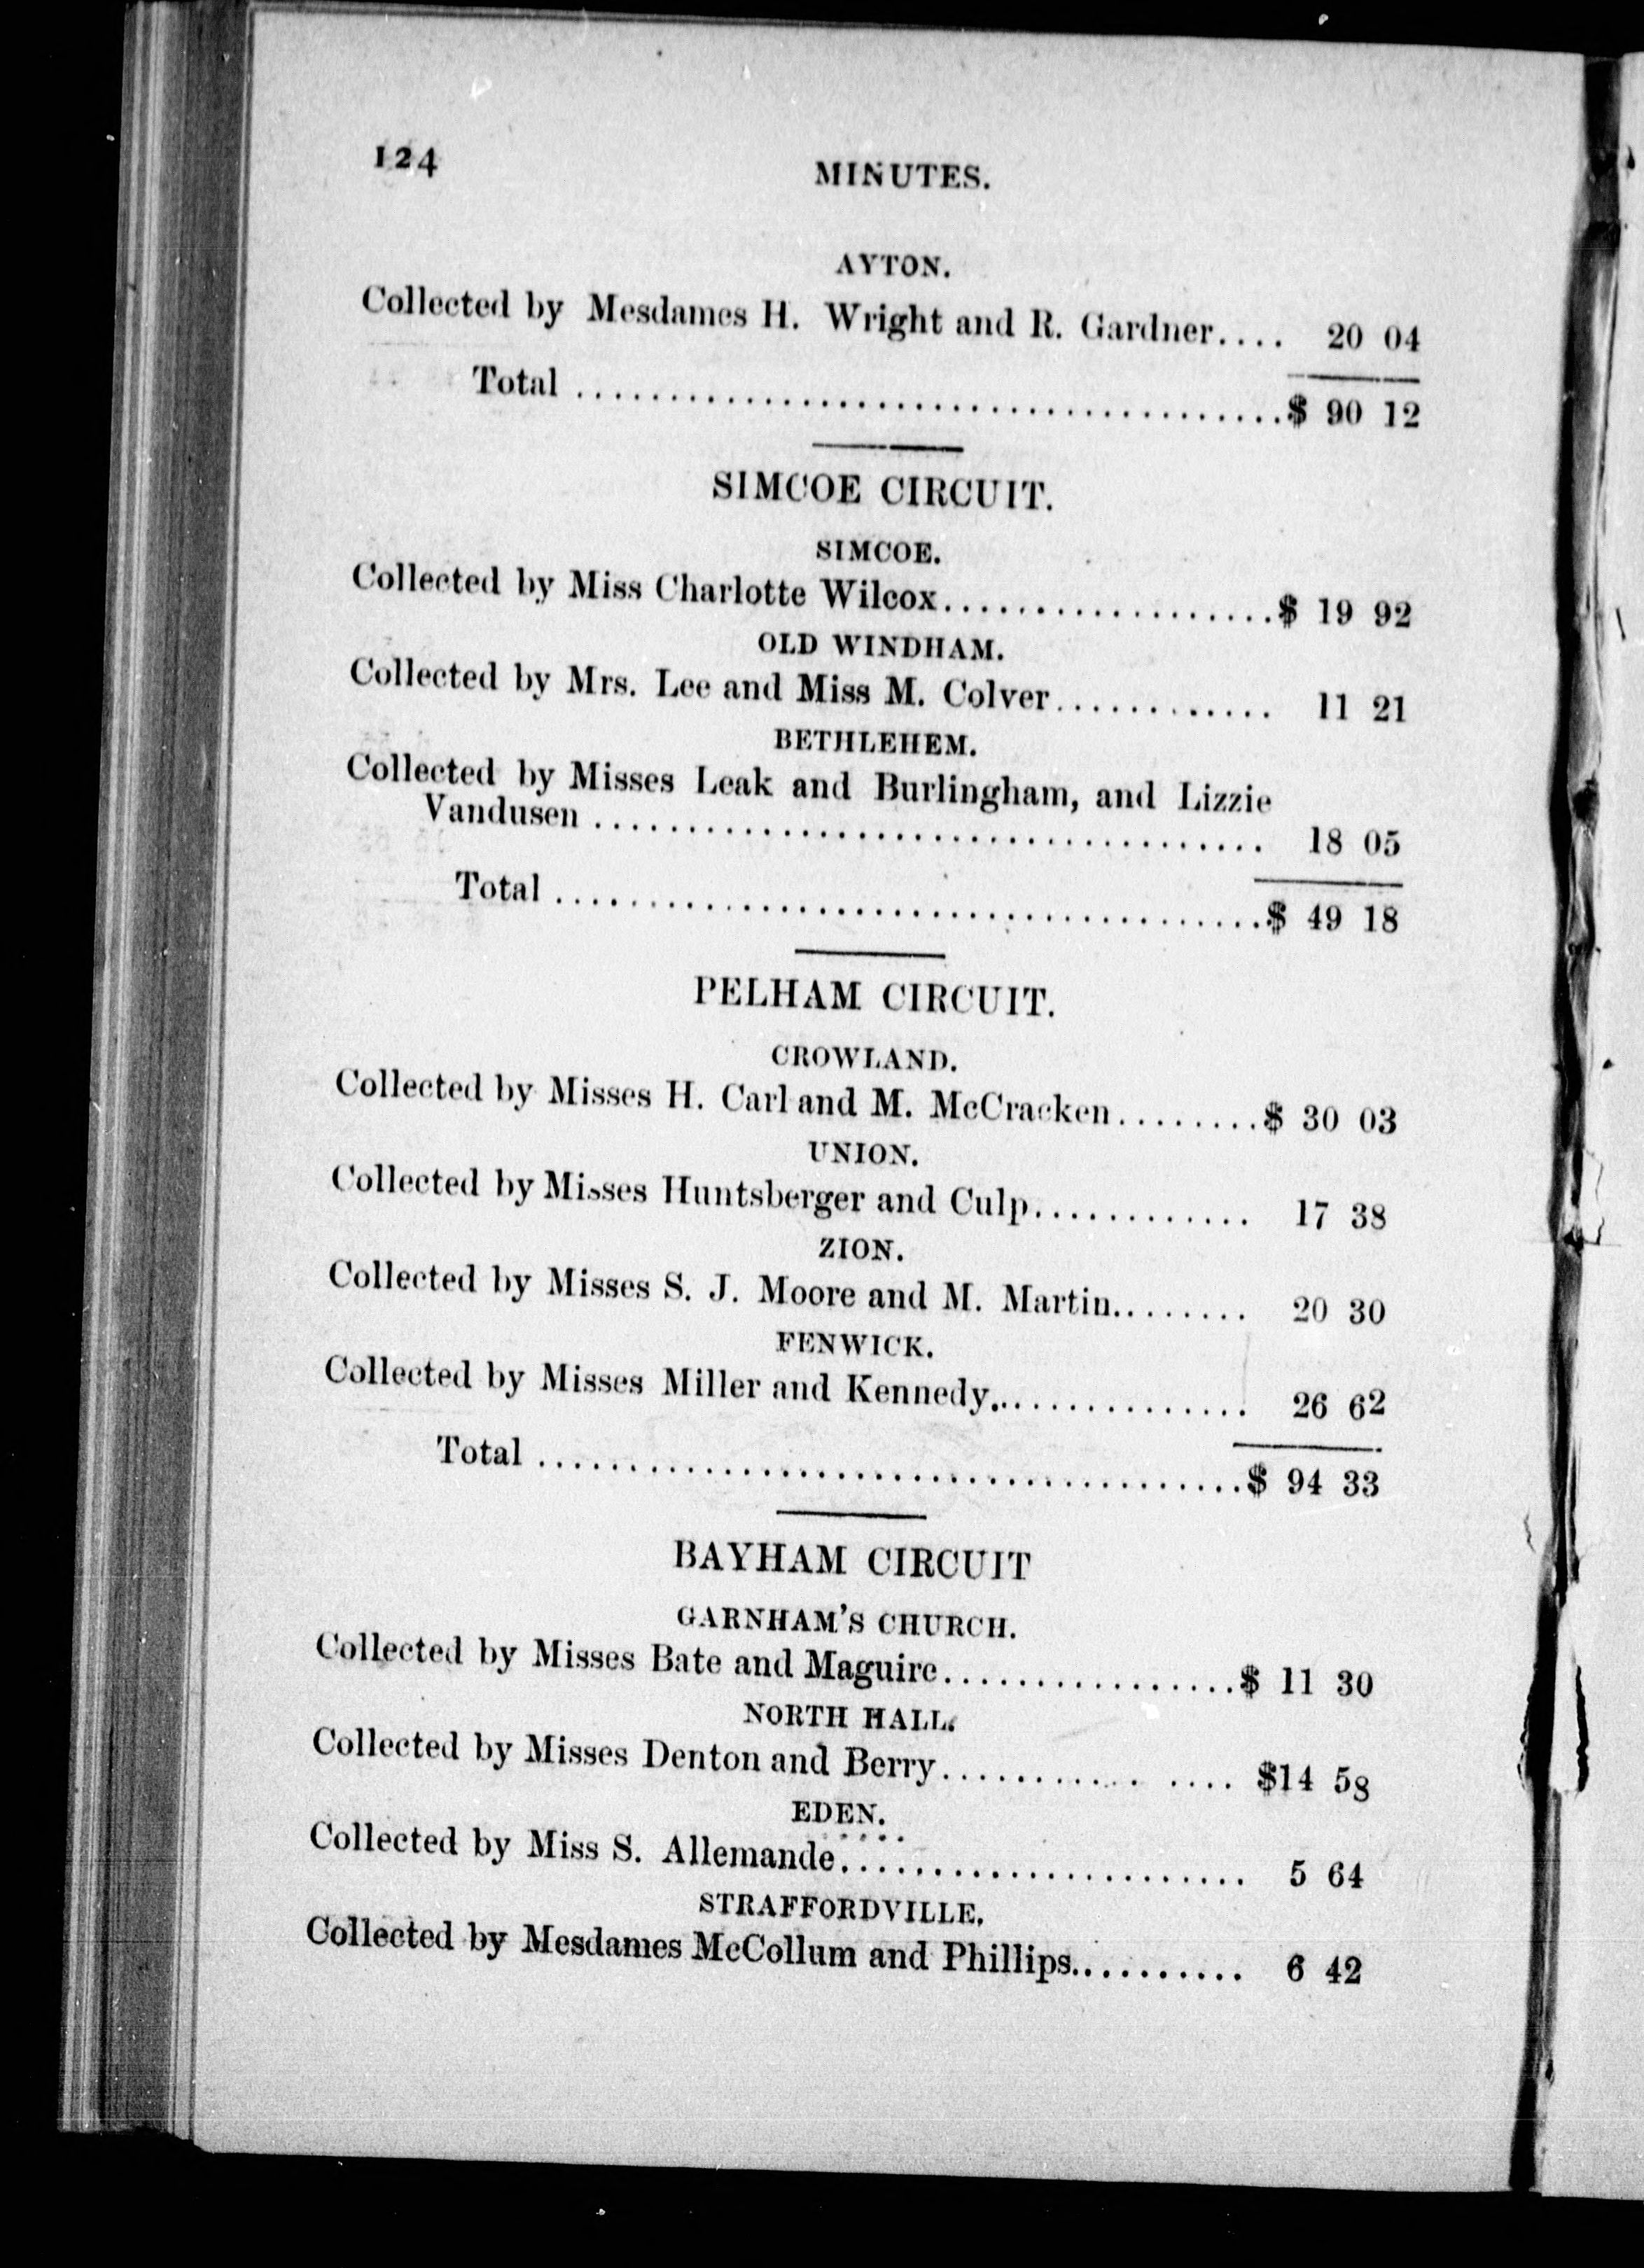 124
MINUTES.
AYTON.
Collected by Mesdames H. Wright and R. Gardner.... 20 04
Total ......................................$ 90 12
SIMCOE CIRCUIT.
SIMCOE.
Collected by Miss Charlotte Wilcox..................$ 19 92
OLD WINDHAM.
Collected by Mrs. Lee and Miss M. Colver............ 11 21
BETHLEHEM.
Collected by Misses Leak and Burlingham, and Lizzie
Vandusen .................................... 18 05
Total ......................................$ 49 18
PELHAM CIRCUIT.
CROWLAND.
Collected by Misses H. Carl and M. McCracken........$ 30 03
UNION.
Collected by Misses Huntsberger and Culp............ 17 38
ZION.
Collected by Misses S. J. Moore and M. Martin........ 20 30
FENWICK.
Collected by Misses Miller and Kennedy............... 26 62
Total ......................................$ 94 33
BAYHAM CIRCUIT
GARNHAM'S CHURCH.
Collected by Misses Bate and Maguire................$ 11 30
NORTH HALL.
Collected by Misses Denton and Berry............ .... $14 58
EDEN.
Collected by Miss S. Allemande...................... 5 64
STRAFFORDVILLE.
Collected by Mesdames McCollum and Phillips.......... 6 42